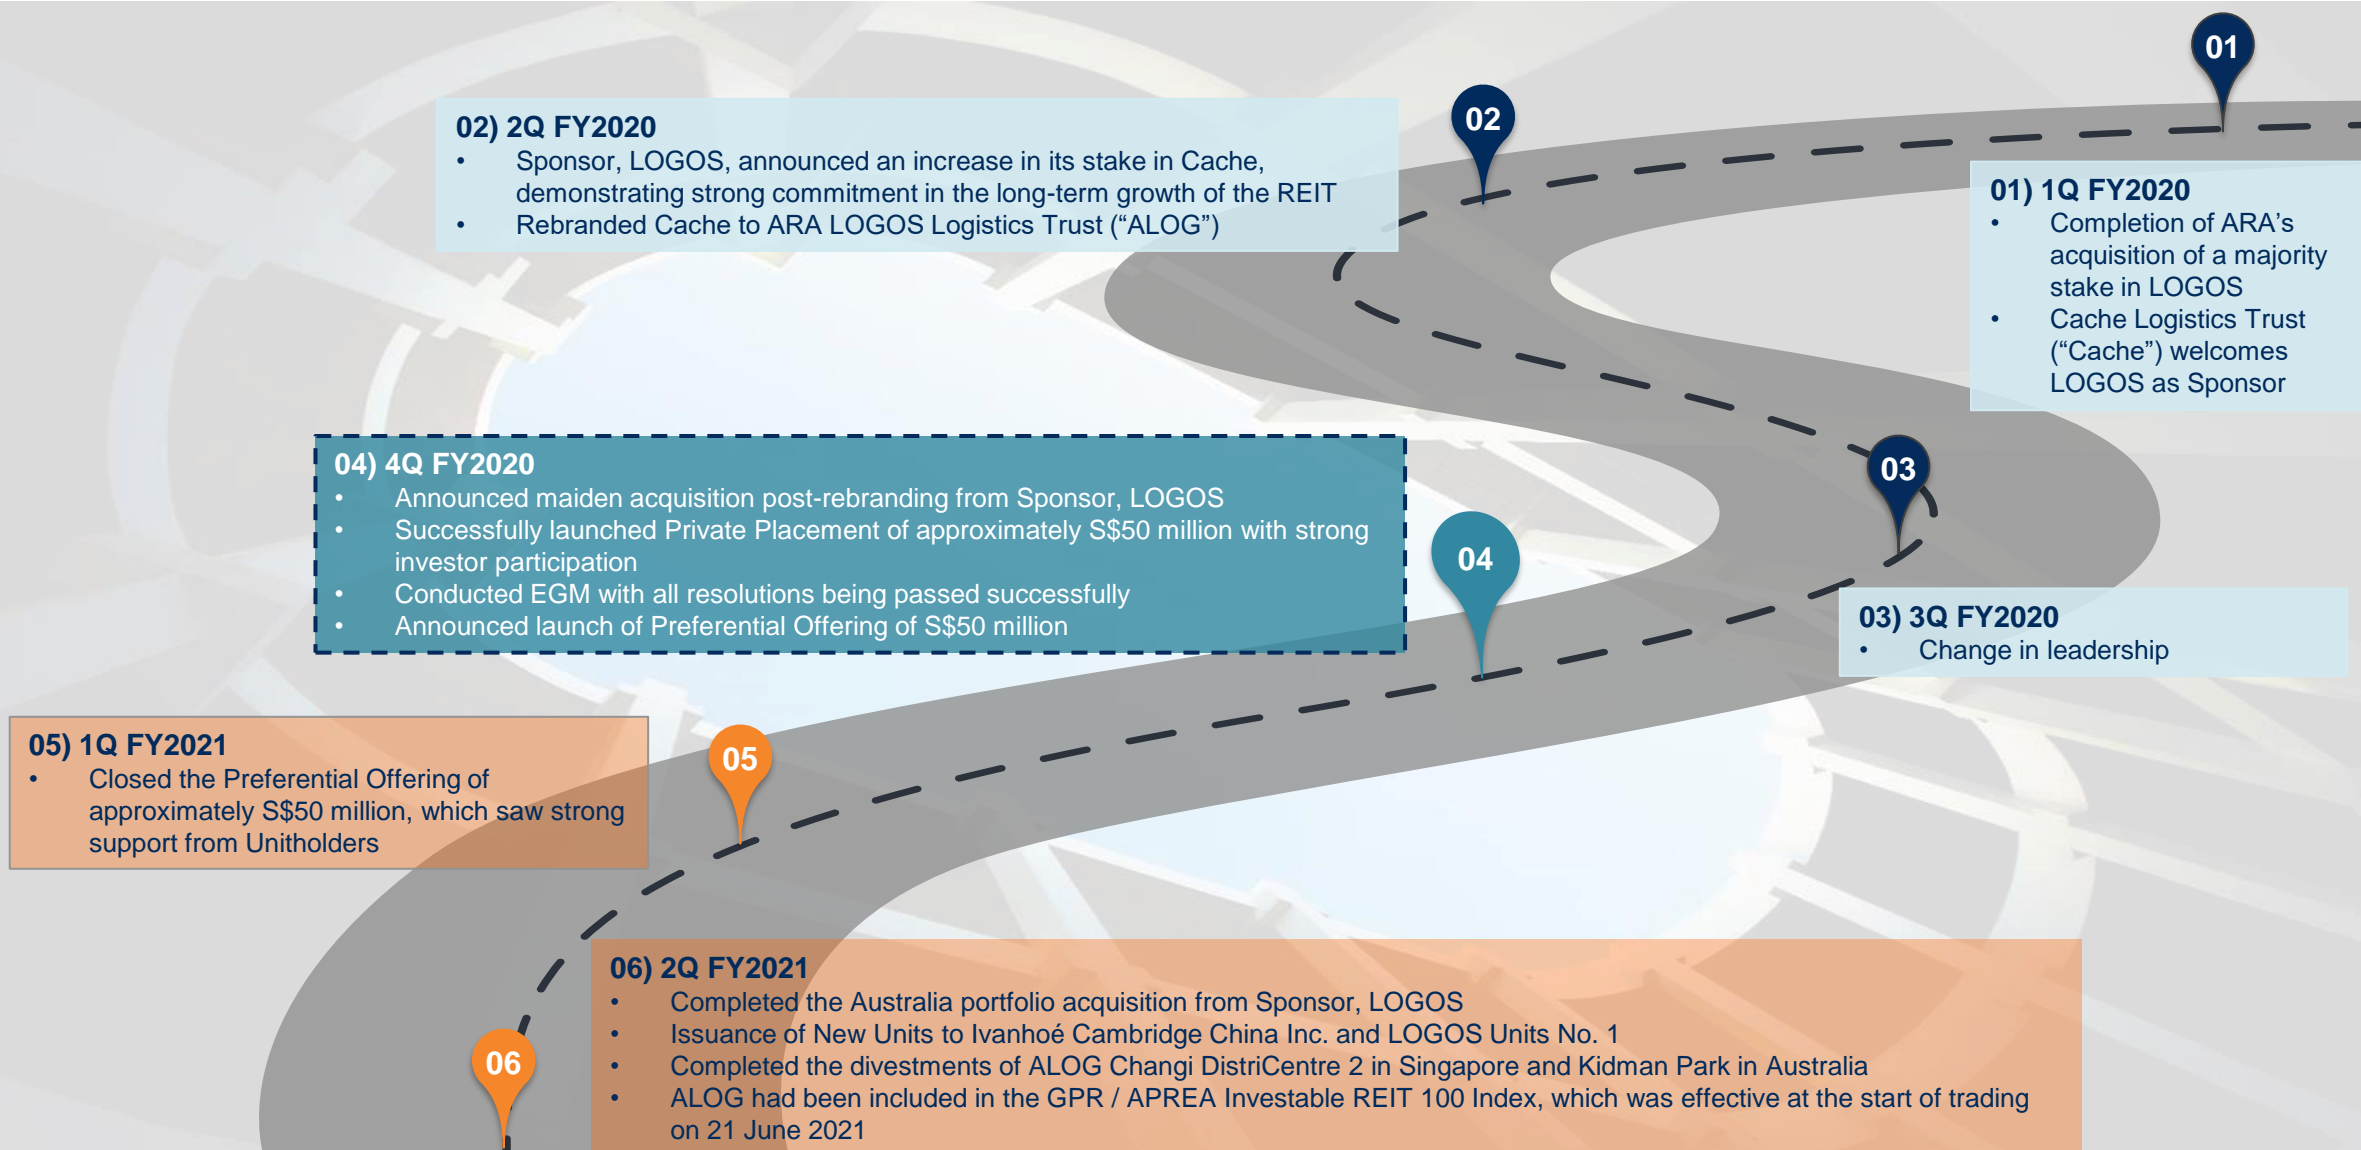 01
02
02) 2Q FY2020
• Sponsor, LOGOS, announced an increase in its stake in Cache,
demonstrating strong commitment in the long-term growth of the REIT
• Rebranded Cache to ARA LOGOS Logistics Trust (“ALOG”)
01) 1Q FY2020
• Completion of ARA’s
acquisition of a majority
stake in LOGOS
• Cache Logistics Trust
(“Cache”) welcomes
LOGOS as Sponsor
03
04) 4Q FY2020
• Announced maiden acquisition post-rebranding from Sponsor, LOGOS
• Successfully launched Private Placement of approximately S$50 million with strong
investor participation
• Conducted EGM with all resolutions being passed successfully
• Announced launch of Preferential Offering of S$50 million
04
03) 3Q FY2020
• Change in leadership
05) 1Q FY2021
• Closed the Preferential Offering of
approximately S$50 million, which saw strong
support from Unitholders
05
06) 2Q FY2021
• Completed the Australia portfolio acquisition from Sponsor, LOGOS
• Issuance of New Units to Ivanhoé Cambridge China Inc. and LOGOS Units No. 1
• Completed the divestments of ALOG Changi DistriCentre 2 in Singapore and Kidman Park in Australia
• ALOG had been included in the GPR / APREA Investable REIT 100 Index, which was effective at the start of trading
on 21 June 2021
06